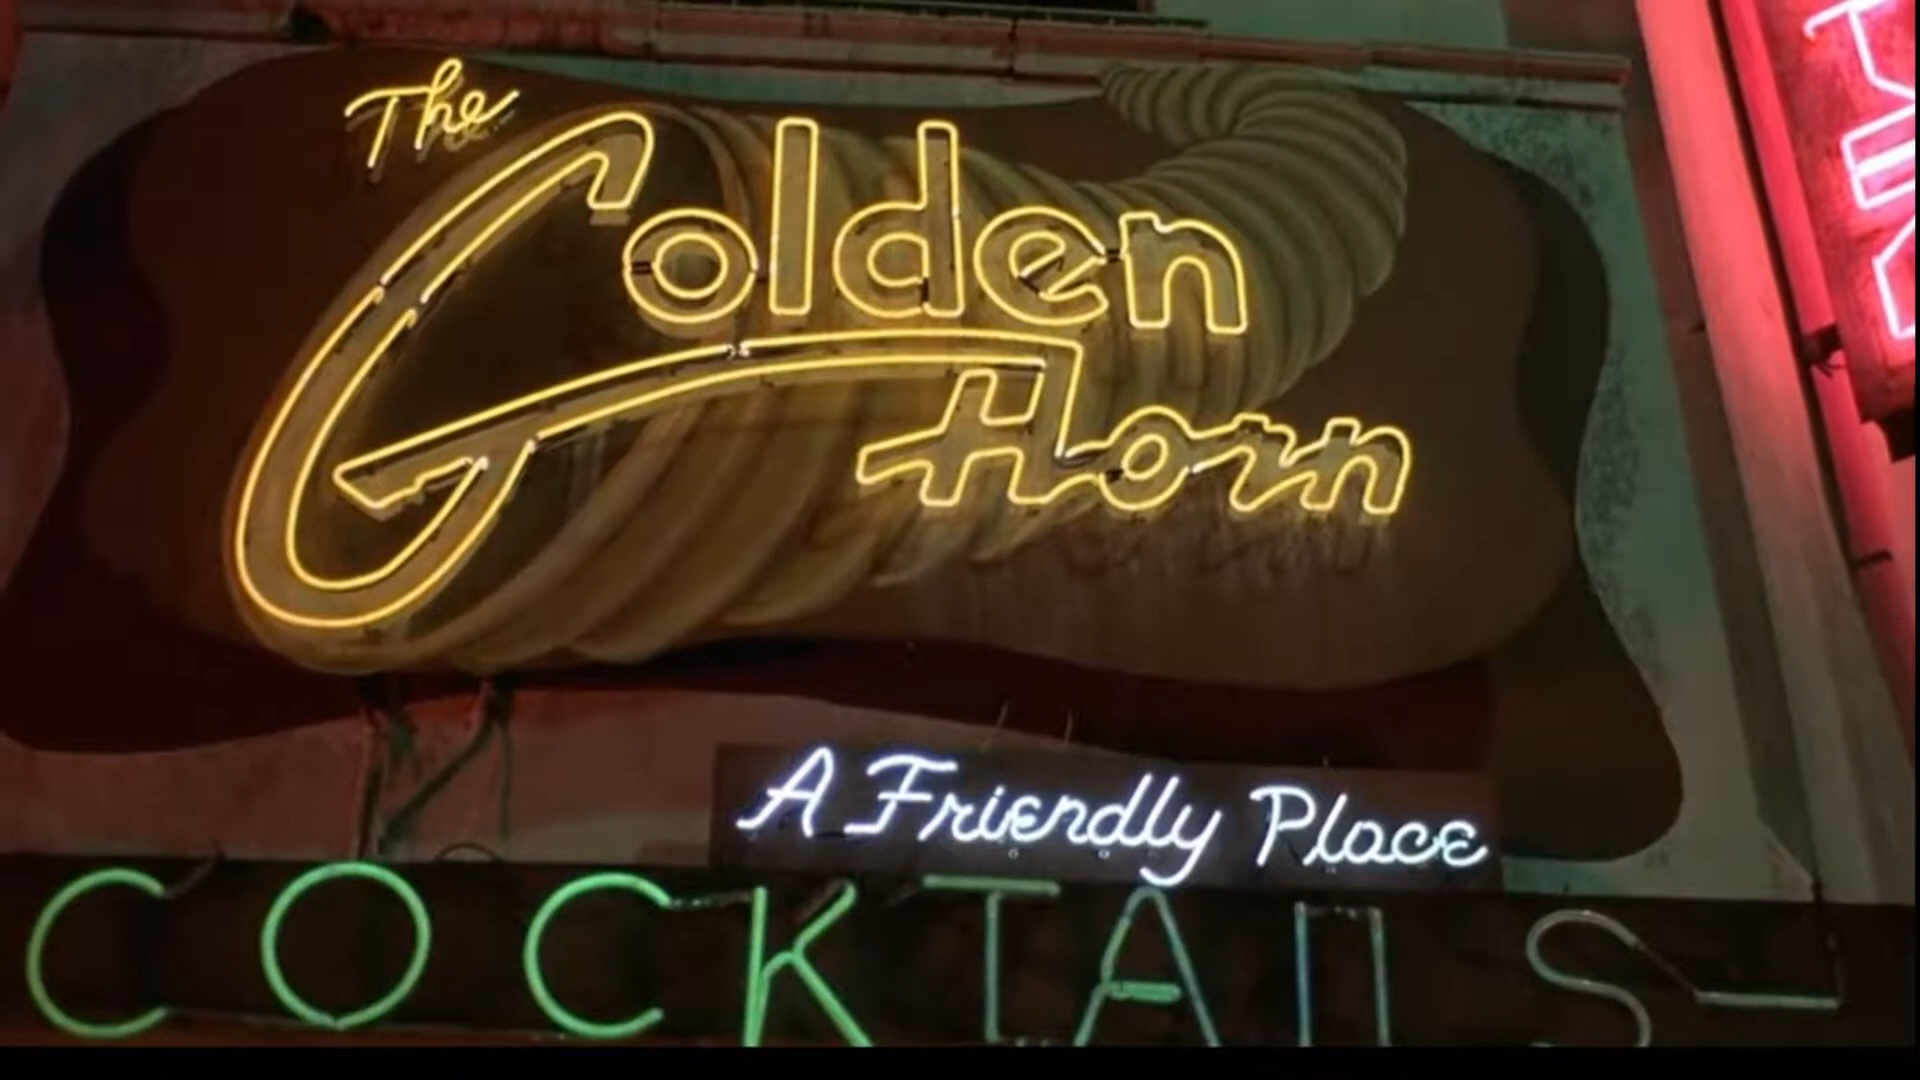 The
Golden
Horn
A Friendly Place
COCKTAILS